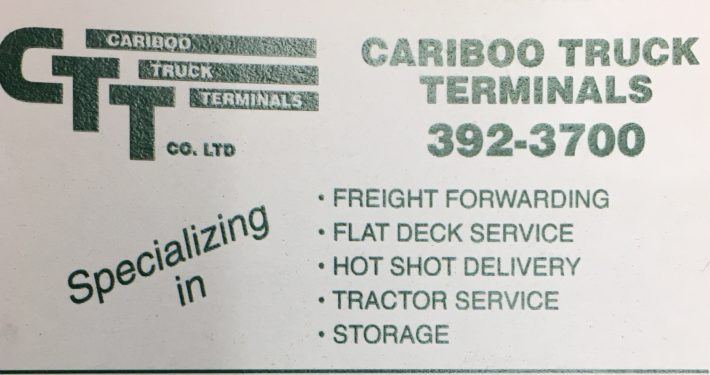 CTT
CARIBOO
TRUCK
TERMINALS
CO. LTD
CARIBOO TRUCK
TERMINALS
392-3700
Specializing
in
• FREIGHT FORWARDING
• FLAT DECK SERVICE
• HOT SHOT DELIVERY
• TRACTOR SERVICE
• STORAGE